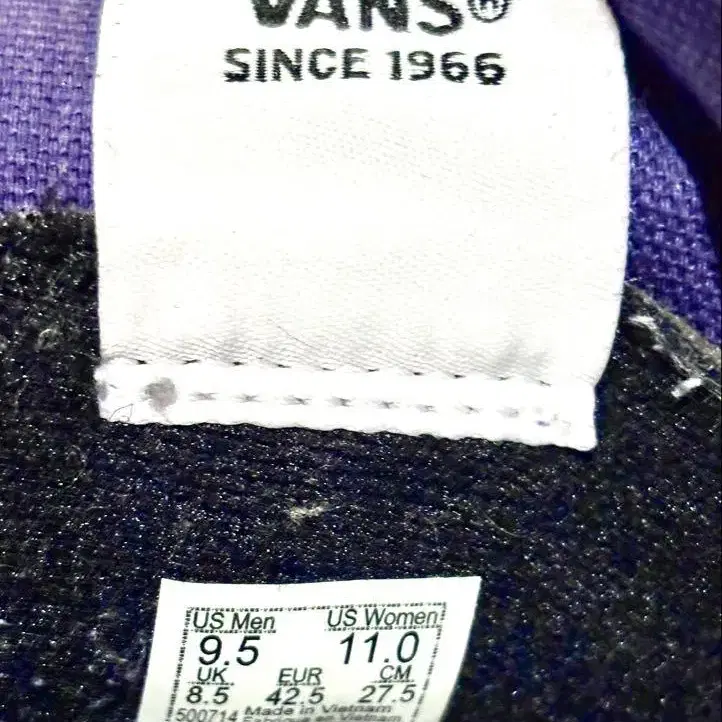 VANS®
SINCE 1966
US Men US Women
9.5 11.0
UK EUR CM
8.5 42.5 27.5
500714 Made in Vietnam